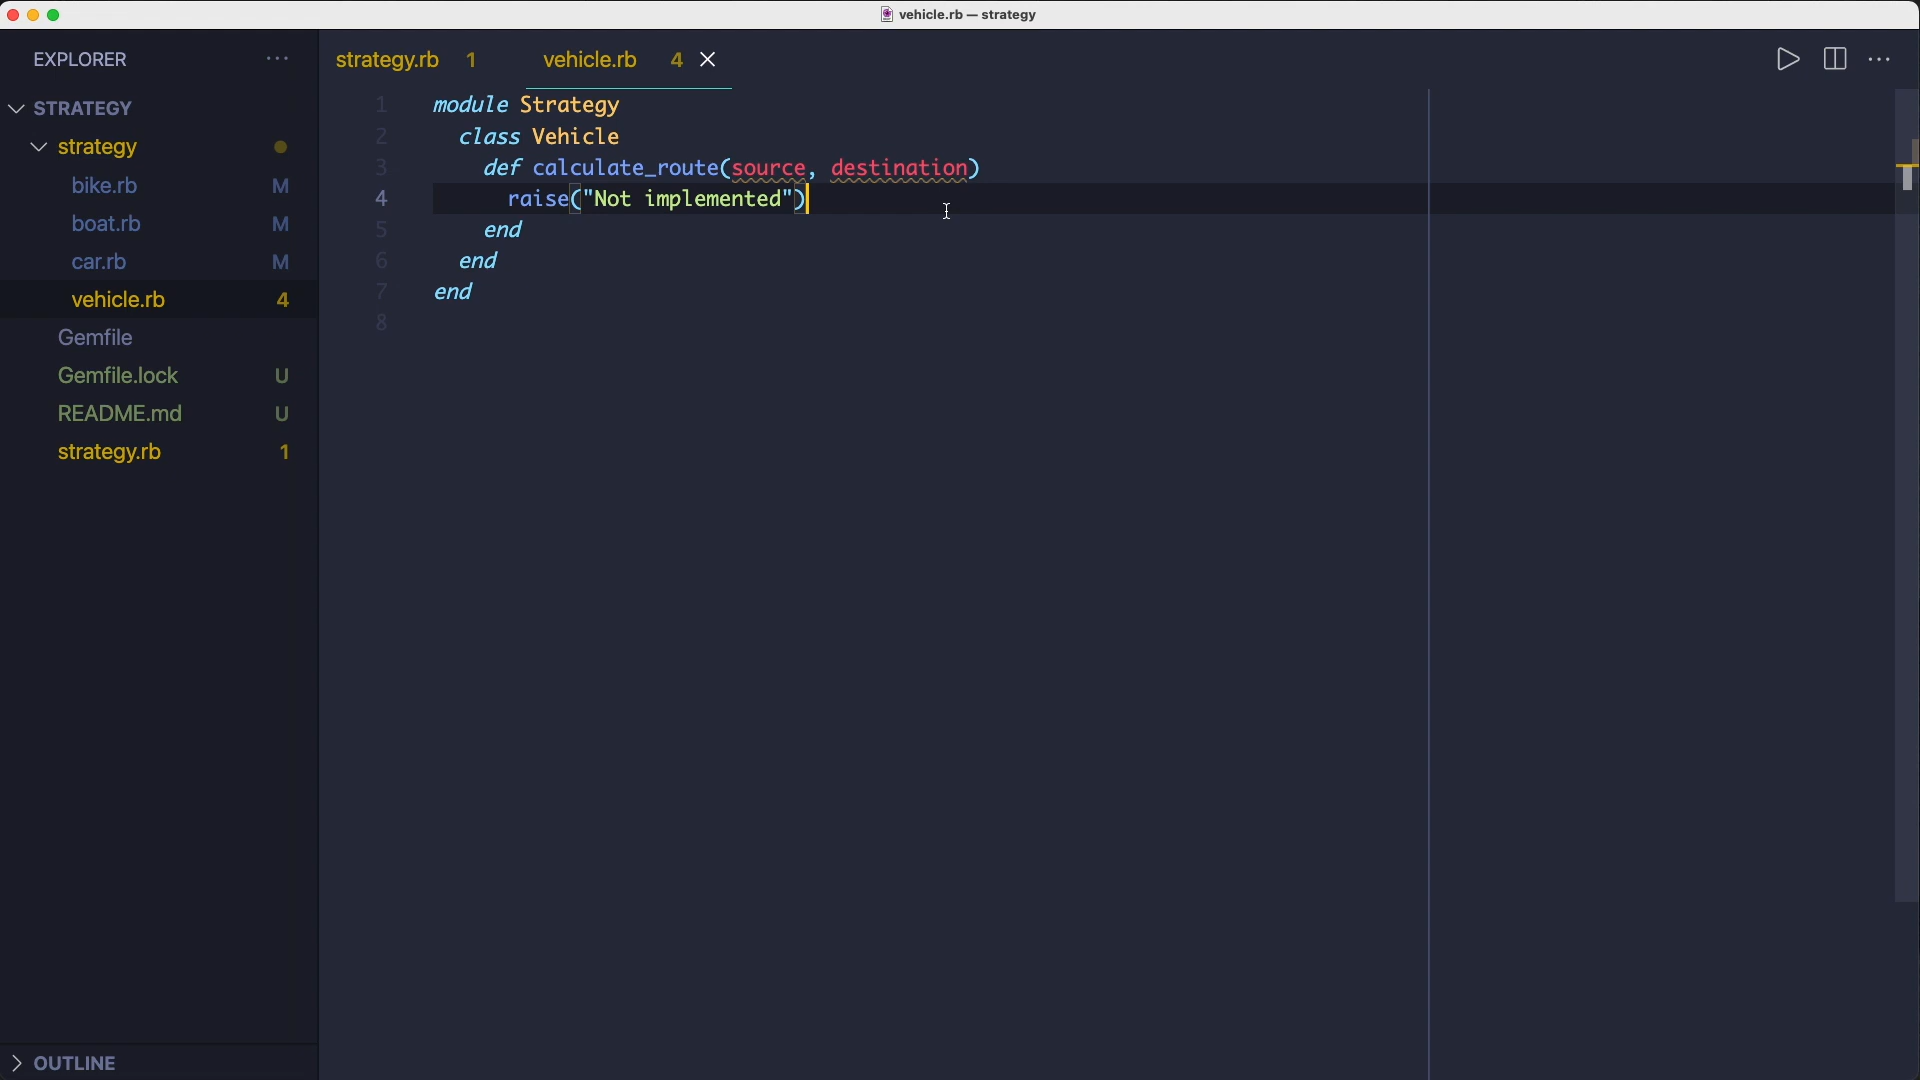 vehicle.rb — strategy
EXPLORER ···
strategy.rb 1
vehicle.rb 4
STRATEGY
strategy
bike.rb M
boat.rb M
car.rb M
vehicle.rb 4
Gemfile
Gemfile.lock U
README.md U
strategy.rb 1
OUTLINE
1 module Strategy
2 class Vehicle
3 def calculate_route(source, destination)
4 raise("Not implemented")
5 end
6 end
7 end
8